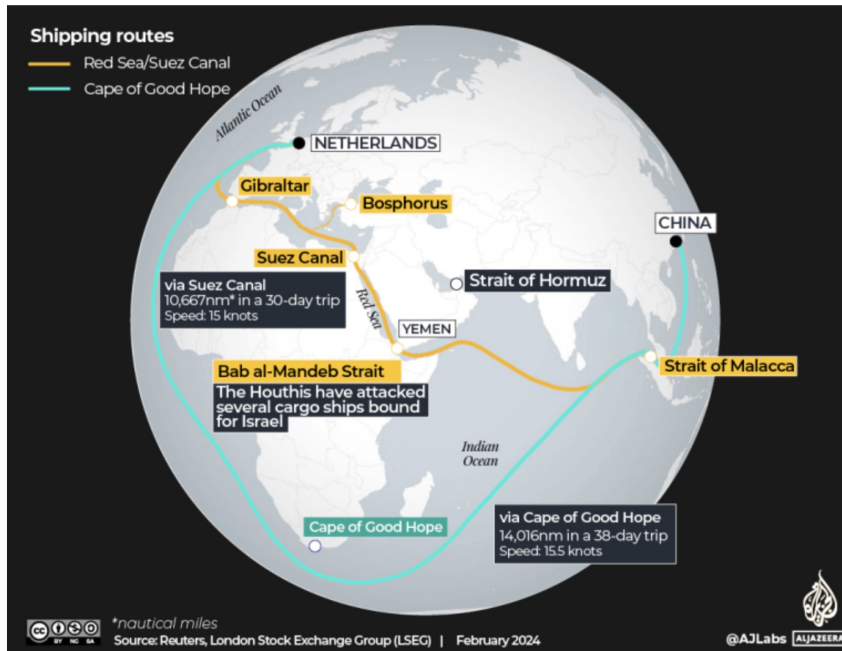 Shipping routes
Red Sea/Suez Canal
Cape of Good Hope
Atlantic Ocean
NETHERLANDS
Gibraltar
Bosphorus
CHINA
Suez Canal
via Suez Canal
10,667nm* in a 30-day trip
Speed: 15 knots
Red Sea
Strait of Hormuz
YEMEN
Bab al-Mandeb Strait
The Houthis have attacked
several cargo ships bound
for Israel
Strait of Malacca
Indian
Ocean
Cape of Good Hope
via Cape of Good Hope
14,016nm in a 38-day trip
Speed: 15.5 knots
*nautical miles
cc BY NC SA
Source: Reuters, London Stock Exchange Group (LSEG) | February 2024
@AJLabs ALJAZEERA